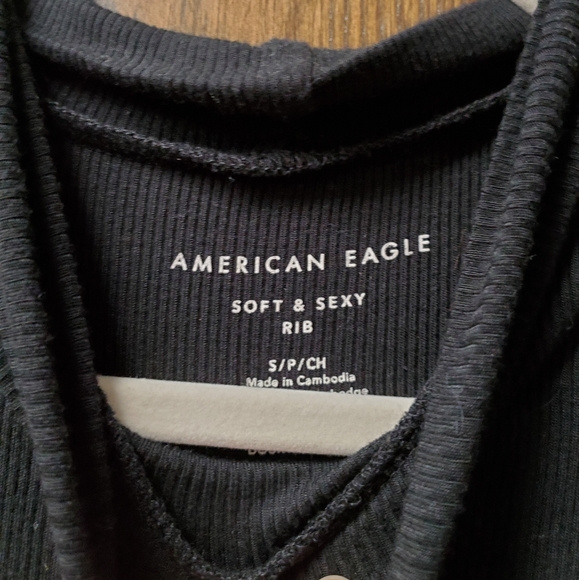 AMERICAN EAGLE
SOFT & SEXY
RIB
S/P/CH
Made in Cambodia